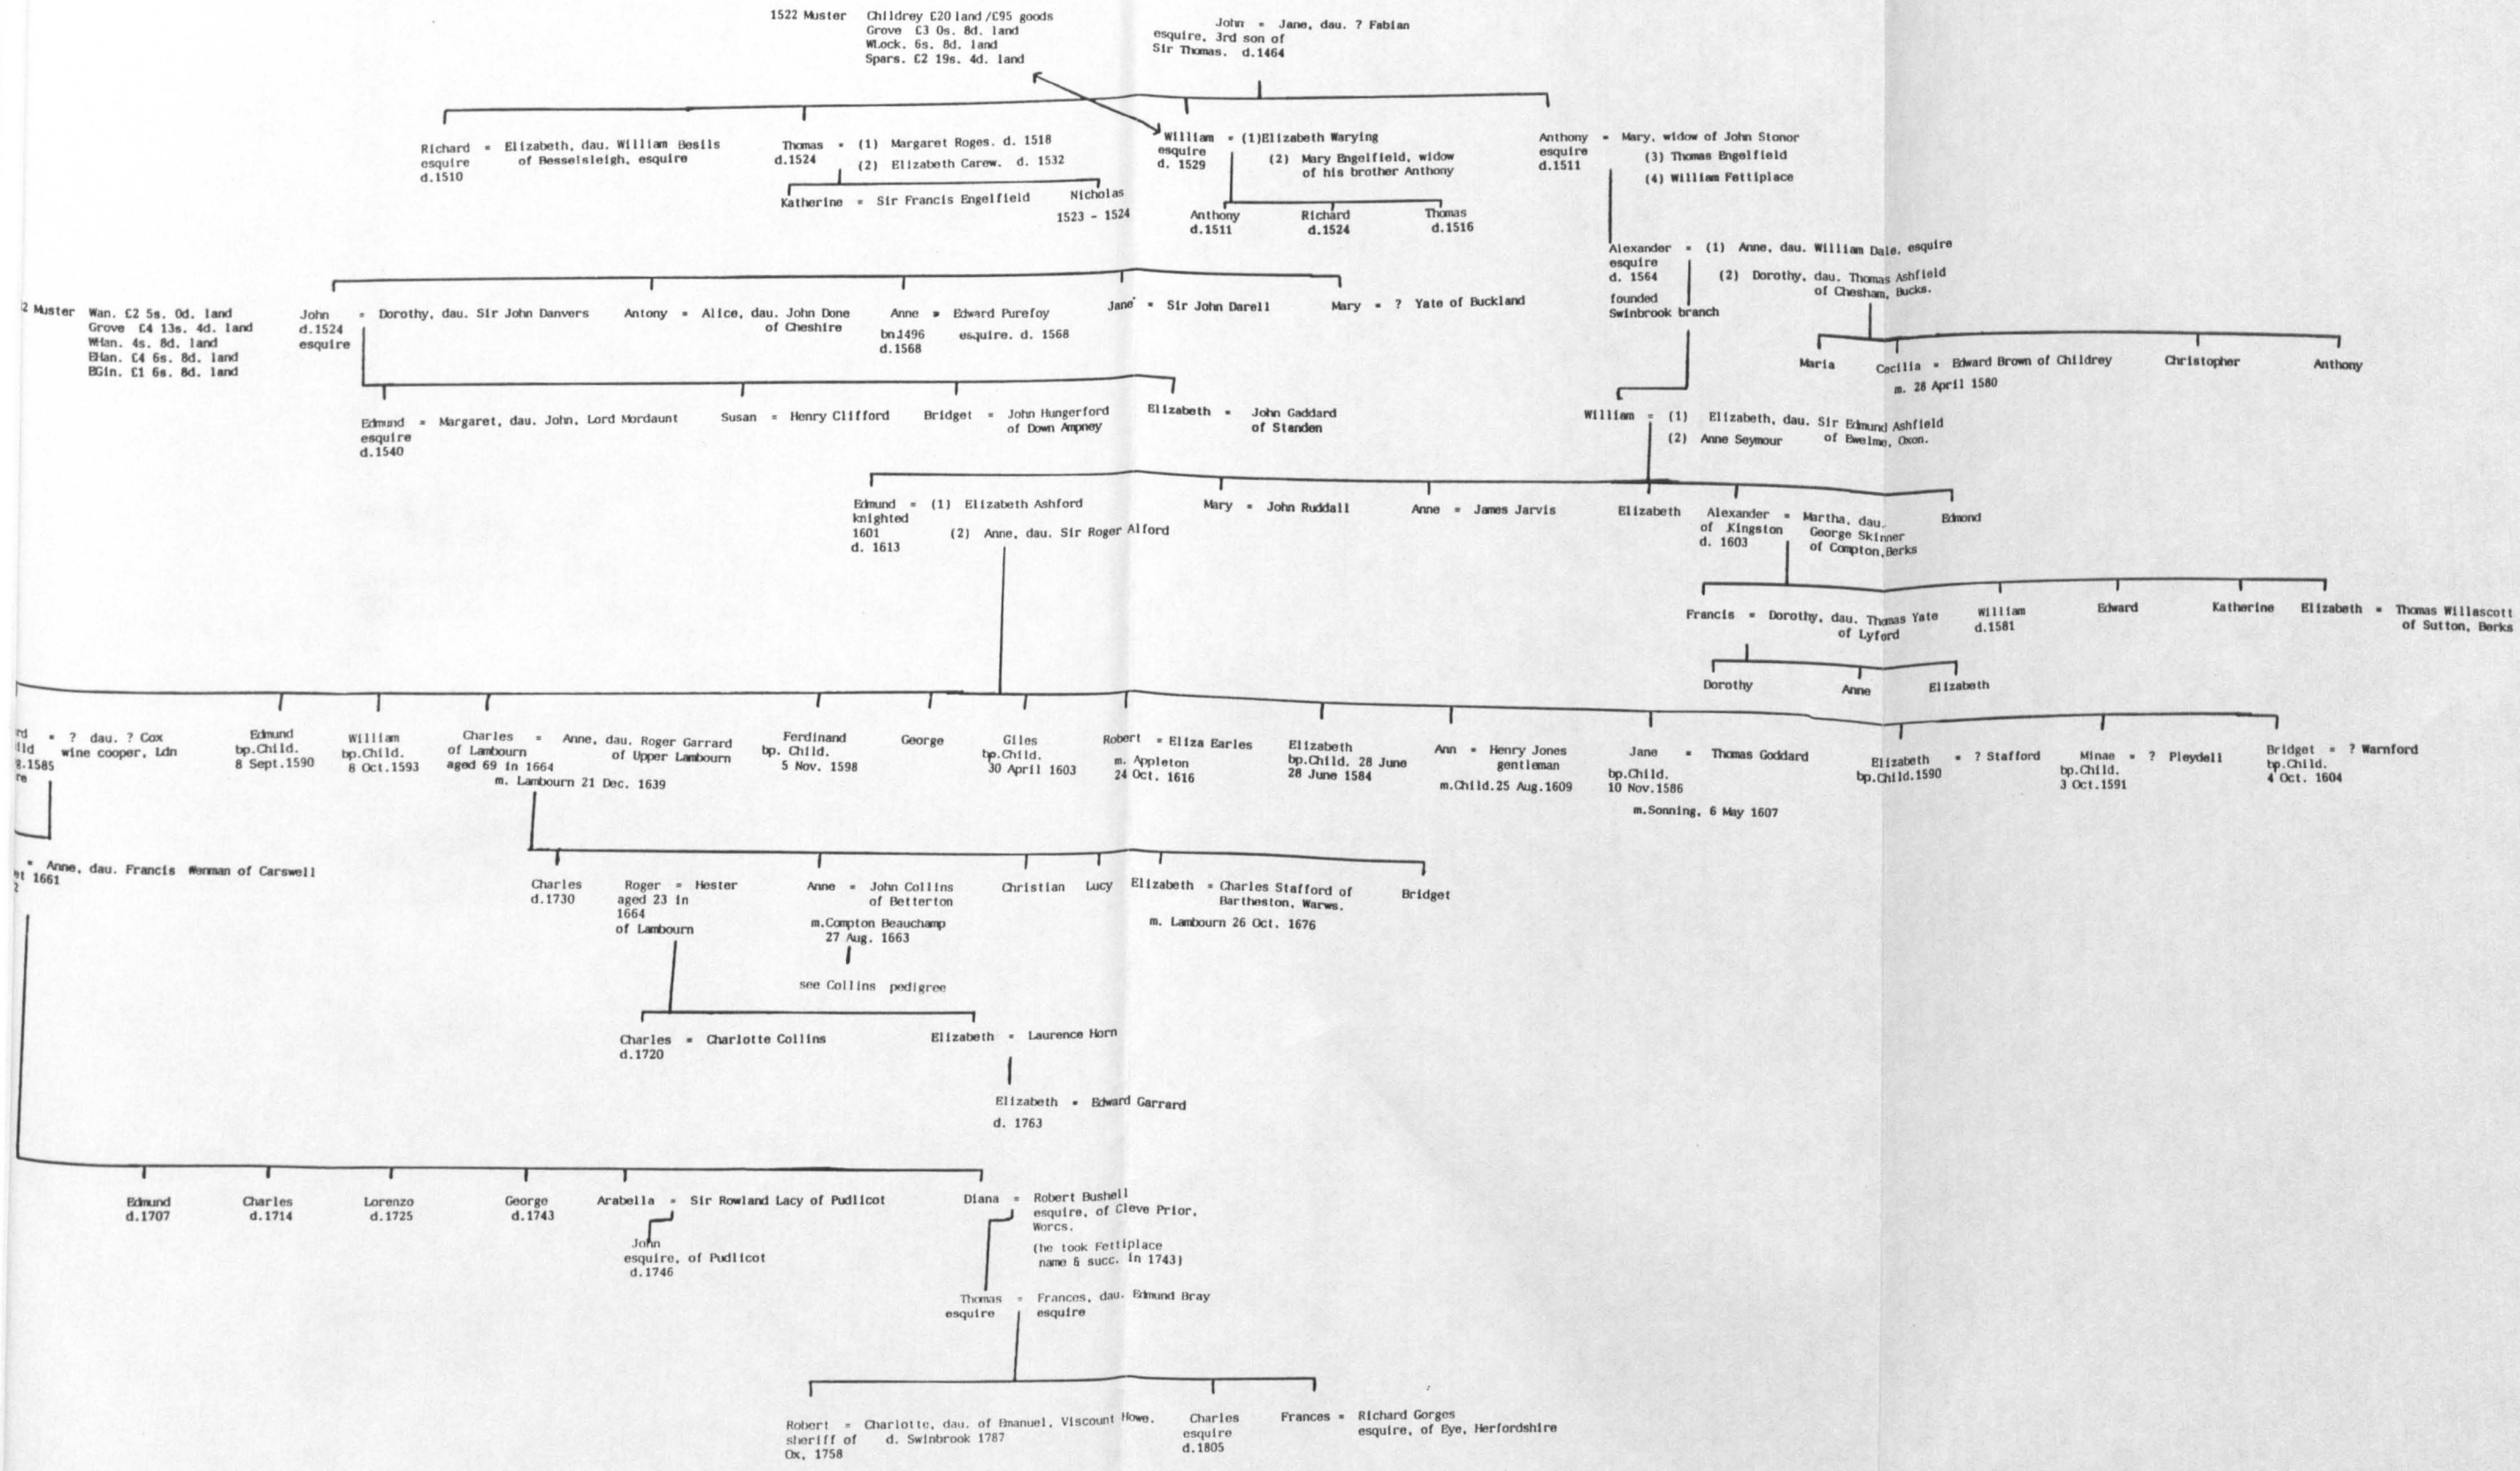 1522 Muster Childrey £20 land /£95 goods
Grove £3 0s. 8d. land
WLock. 6s. 8d. land
Spars. £2 19s. 4d. land
John = Jane, dau. ? Fabian
esquire, 3rd son of
Sir Thomas. d.1464
Richard = Elizabeth, dau. William Besils
esquire of Besselsleigh, esquire
d.1510
Thomas = (1) Margaret Roges. d. 1518
d.1524 (2) Elizabeth Carew. d. 1532
William = (1)Elizabeth Warying
esquire
d. 1529 (2) Mary Engelfield, widow
of his brother Anthony
Anthony = Mary, widow of John Stonor
esquire (3) Thomas Engelfield
d.1511 (4) William Fettiplace
Katherine = Sir Francis Engelfield
Nicholas
1523 - 1524
Anthony
d.1511
Richard
d.1524
Thomas
d.1516
Alexander = (1) Anne, dau. William Dale, esquire
esquire
d. 1564 (2) Dorothy, dau. Thomas Ashfield
of Chesham, Bucks.
founded
Swinbrook branch
2 Muster Wan. £2 5s. 0d. land
Grove £4 13s. 4d. land
WHan. 4s. 8d. land
EHan. £4 6s. 8d. land
EGin. £1 6s. 8d. land
John = Dorothy, dau. Sir John Danvers
d.1524
esquire
Antony = Alice, dau. John Done
of Cheshire
Anne = Edward Purefoy
bn.1496 esquire. d. 1568
d.1568
Jane = Sir John Darell
Mary = ? Yate of Buckland
Maria
Cecilia = Edward Brown of Childrey
m. 28 April 1580
Christopher
Anthony
Edmund = Margaret, dau. John, Lord Mordaunt
esquire
d.1540
Susan = Henry Clifford
Bridget = John Hungerford
of Down Ampney
Elizabeth = John Gaddard
of Standen
William = (1) Elizabeth, dau. Sir Edmund Ashfield
of Ewelme, Oxon.
(2) Anne Seymour
Edmund = (1) Elizabeth Ashford
knighted
1601 (2) Anne, dau. Sir Roger Alford
d. 1613
Mary = John Ruddall
Anne = James Jarvis
Elizabeth
Alexander = Martha, dau.
of Kingston George Skinner
d. 1603 of Compton,Berks
Edmond
Francis = Dorothy, dau. Thomas Yate
of Lyford
William
d.1581
Edward
Katherine
Elizabeth = Thomas Willascott
of Sutton, Berks
Dorothy
Anne
Elizabeth
rd = ? dau. ? Cox
ild wine cooper, Ldn
g.1585
re
Edmund
bp.Child.
8 Sept.1590
William
bp.Child.
8 Oct.1593
Charles = Anne, dau. Roger Garrard
of Lambourn of Upper Lambourn
aged 69 in 1664
m. Lambourn 21 Dec. 1639
Ferdinand
bp. Child.
5 Nov. 1598
George
Giles
bp.Child.
30 April 1603
Robert = Eliza Earles
m. Appleton
24 Oct. 1616
Elizabeth
bp.Child. 28 June
28 June 1584
Ann = Henry Jones
gentleman
m.Child.25 Aug.1609
Jane = Thomas Goddard
bp.Child.
10 Nov.1586
m.Sonning, 6 May 1607
Elizabeth = ? Stafford
bp.Child.1590
Minae = ? Pleydell
bp.Child.
3 Oct.1591
Bridget = ? Warnford
bp.Child.
4 Oct. 1604
= Anne, dau. Francis Wenman of Carswell
et 1661
2
Charles
d.1730
Roger = Hester
aged 23 in
1664
of Lambourn
Anne = John Collins
of Betterton
m.Compton Beauchamp
27 Aug. 1663
Christian
Lucy
Elizabeth = Charles Stafford of
Bartheston, Warws.
m. Lambourn 26 Oct. 1676
Bridget
see Collins pedigree
Charles = Charlotte Collins
d.1720
Elizabeth = Laurence Horn
Elizabeth = Edward Garrard
d. 1763
Edmund
d.1707
Charles
d.1714
Lorenzo
d.1725
George
d.1743
Arabella = Sir Rowland Lacy of Pudlicot
Diana = Robert Bushell
esquire, of Cleve Prior,
Worcs.
(he took Fettiplace
name & succ. in 1743)
John
esquire, of Pudlicot
d.1746
Thomas = Frances, dau. Edmund Bray
esquire esquire
Robert = Charlotte, dau. of Emanuel, Viscount Howe.
sheriff of d. Swinbrook 1787
Ox, 1758
Charles
esquire
d.1805
Frances = Richard Gorges
esquire, of Eye, Herfordshire